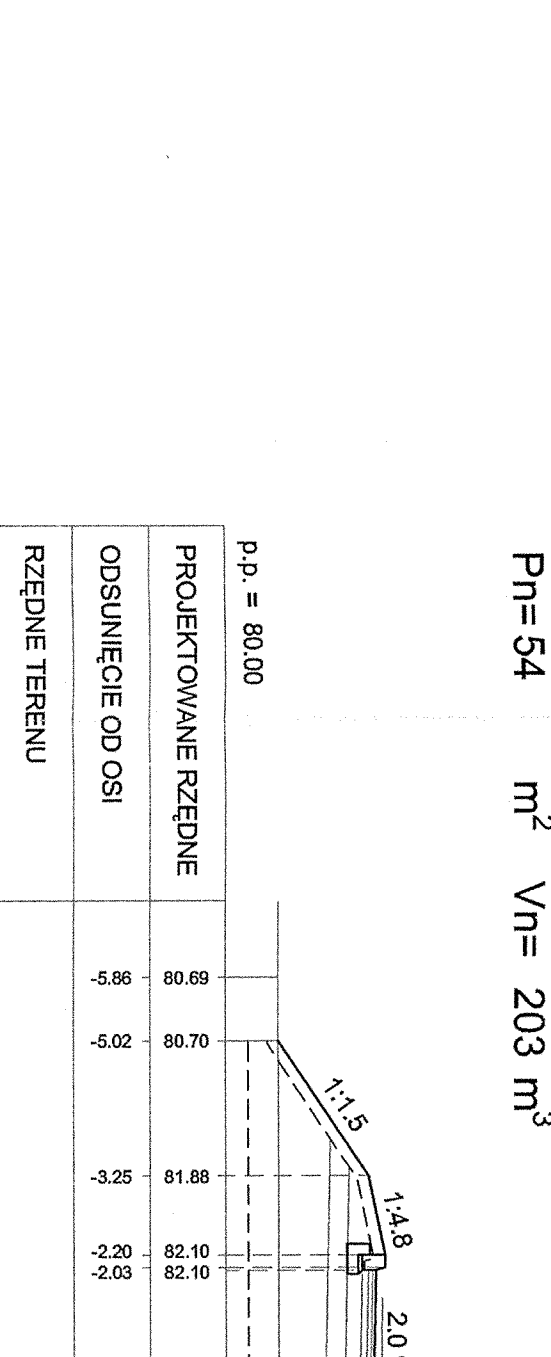 Pn=54 m² Vn= 203 m³
1:1.5
1:4.8
2.0
p.p. = 80.00
PROJEKTOWANE RZĘDNE
80.69
80.70
81.88
82.10
82.10
ODSUNIĘCIE OD OSI
-5.86
-5.02
-3.25
-2.20
-2.03
RZĘDNE TERENU